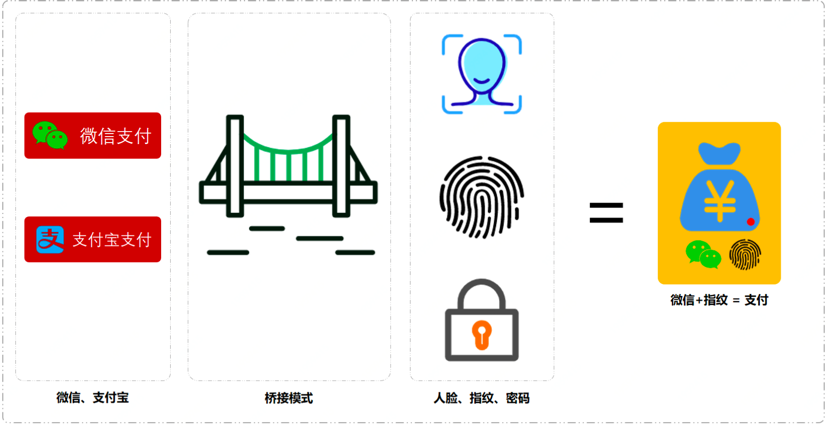 微信支付
支付宝支付
微信、支付宝
桥接模式
人脸、指纹、密码
=
支
¥
微信+指纹 = 支付